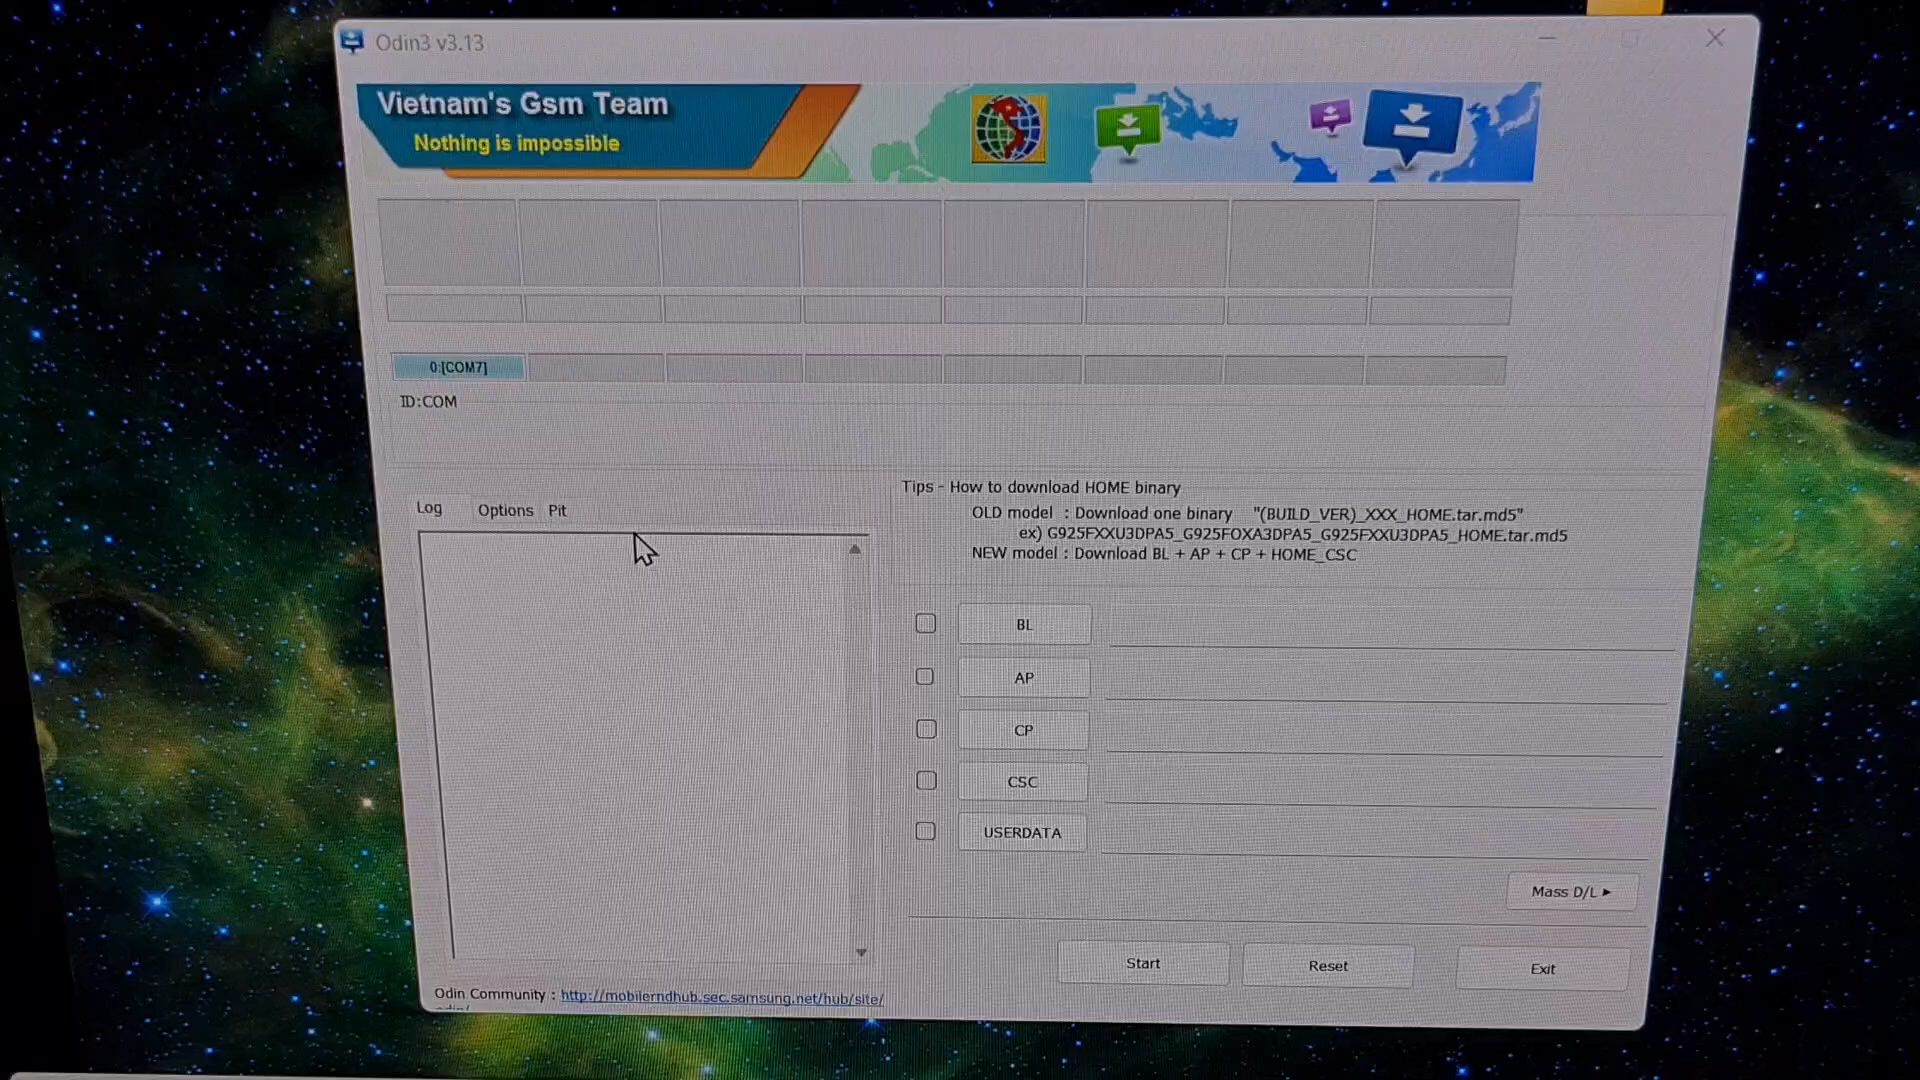 Odin3 v3.13
Vietnam's Gsm Team
Nothing is impossible
0:[COM7]
ID:COM
Log Options Pit
Tips - How to download HOME binary
OLD model : Download one binary "(BUILD_VER)_XXX_HOME.tar.md5"
ex) G925FXXU3DPA5_G925FOXA3DPA5_G925FXXU3DPA5_HOME.tar.md5
NEW model : Download BL + AP + CP + HOME_CSC
BL
AP
CP
CSC
USERDATA
Mass D/L ►
Start Reset Exit
Odin Community : http://mobilerndhub.sec.samsung.net/hub/site/